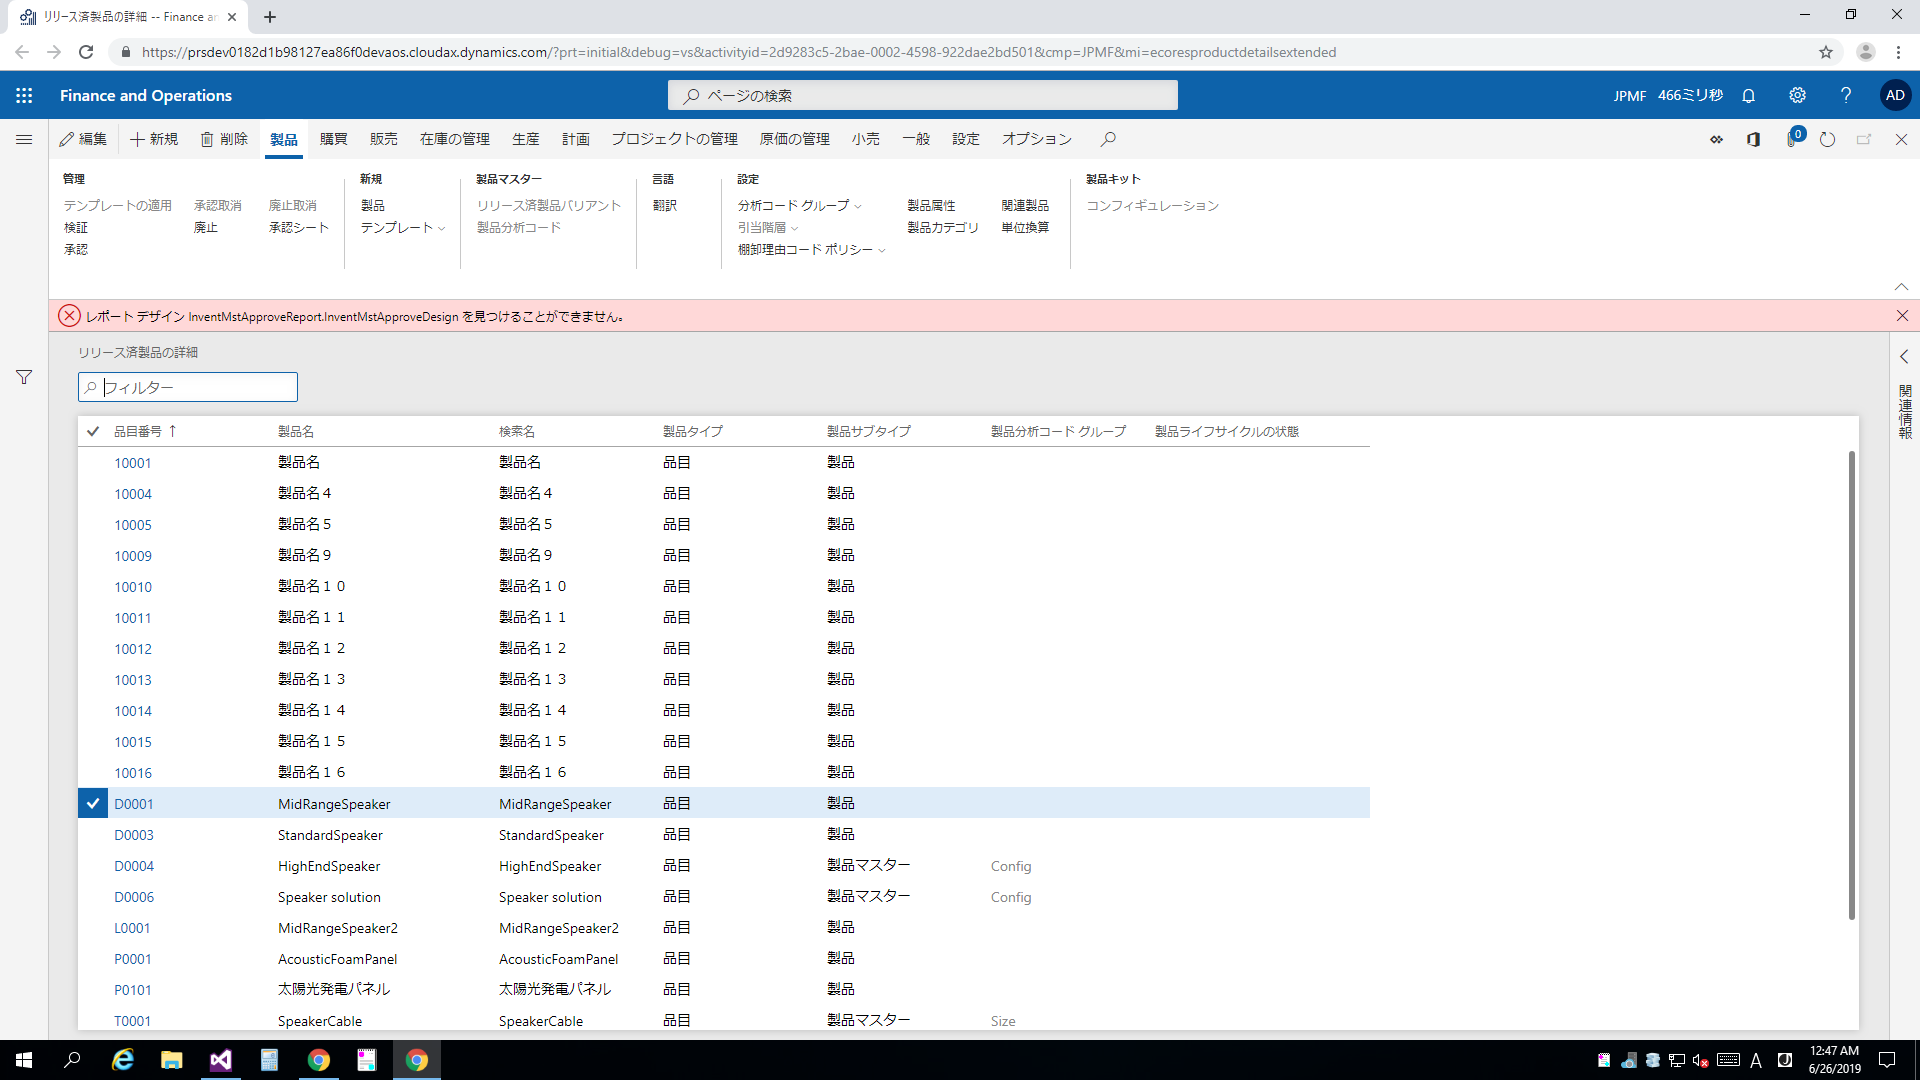 リリース済製品の詳細 -- Finance an
https://prsdev0182d1b98127ea86f0devaos.cloudax.dynamics.com/?prt=initial&debug=vs&activityid=2d9283c5-2bae-0002-4598-922dae2bd501&cmp=JPMF&mi=ecoresproductdetailsextended
Finance and Operations
ページの検索
JPMF 466ミリ秒 ? AD
編集 新規 削除 製品 購買 販売 在庫の管理 生産 計画 プロジェクトの管理 原価の管理 小売 一般 設定 オプション 0
管理 新規 製品マスター 言語 設定 製品キット
テンプレートの適用 承認取消 廃止取消 製品 リリース済製品バリアント 翻訳 分析コード グループ 製品属性 関連製品 コンフィギュレーション
検証 廃止 承認シート テンプレート 製品分析コード 引当階層 製品カテゴリ 単位換算
承認 棚卸理由コード ポリシー
レポート デザイン InventMstApproveReport.InventMstApproveDesign を見つけることができません。
リリース済製品の詳細
フィルター
関連情報
品目番号 ↑ 製品名 検索名 製品タイプ 製品サブタイプ 製品分析コード グループ 製品ライフサイクルの状態
10001 製品名 製品名 品目 製品
10004 製品名４ 製品名４ 品目 製品
10005 製品名５ 製品名５ 品目 製品
10009 製品名９ 製品名９ 品目 製品
10010 製品名１０ 製品名１０ 品目 製品
10011 製品名１１ 製品名１１ 品目 製品
10012 製品名１２ 製品名１２ 品目 製品
10013 製品名１３ 製品名１３ 品目 製品
10014 製品名１４ 製品名１４ 品目 製品
10015 製品名１５ 製品名１５ 品目 製品
10016 製品名１６ 製品名１６ 品目 製品
D0001 MidRangeSpeaker MidRangeSpeaker 品目 製品
D0003 StandardSpeaker StandardSpeaker 品目 製品
D0004 HighEndSpeaker HighEndSpeaker 品目 製品マスター Config
D0006 Speaker solution Speaker solution 品目 製品マスター Config
L0001 MidRangeSpeaker2 MidRangeSpeaker2 品目 製品
P0001 AcousticFoamPanel AcousticFoamPanel 品目 製品
P0101 太陽光発電パネル 太陽光発電パネル 品目 製品
T0001 SpeakerCable SpeakerCable 品目 製品マスター Size
A 12:47 AM
6/26/2019